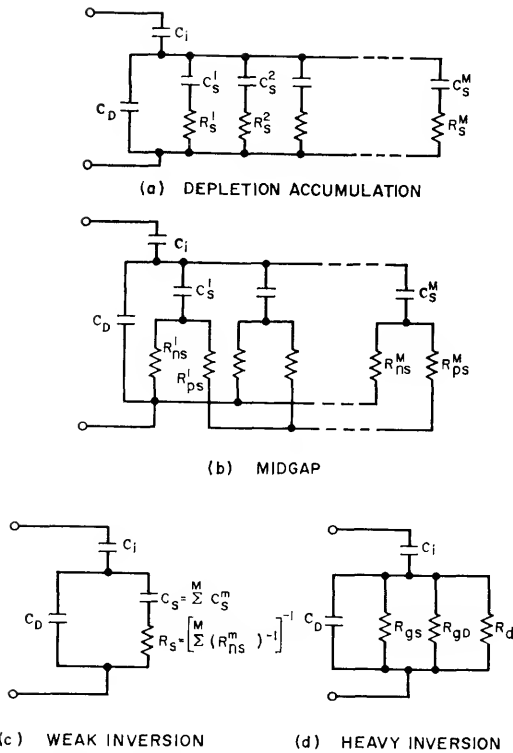 C_i
C_D C_s^1 C_s^2 C_s^M
R_s^1 R_s^2 R_s^M
(a) DEPLETION ACCUMULATION
C_i
C_s^1 C_s^M
C_D
R_ns^1 R_ps^1 R_ns^M R_ps^M
(b) MIDGAP
C_i
C_D C_s = ∑^M C_s^m
R_s = [∑^M (R_ns^m)^-1]^-1
(c) WEAK INVERSION
C_i
C_D R_gs R_gD R_d
(d) HEAVY INVERSION